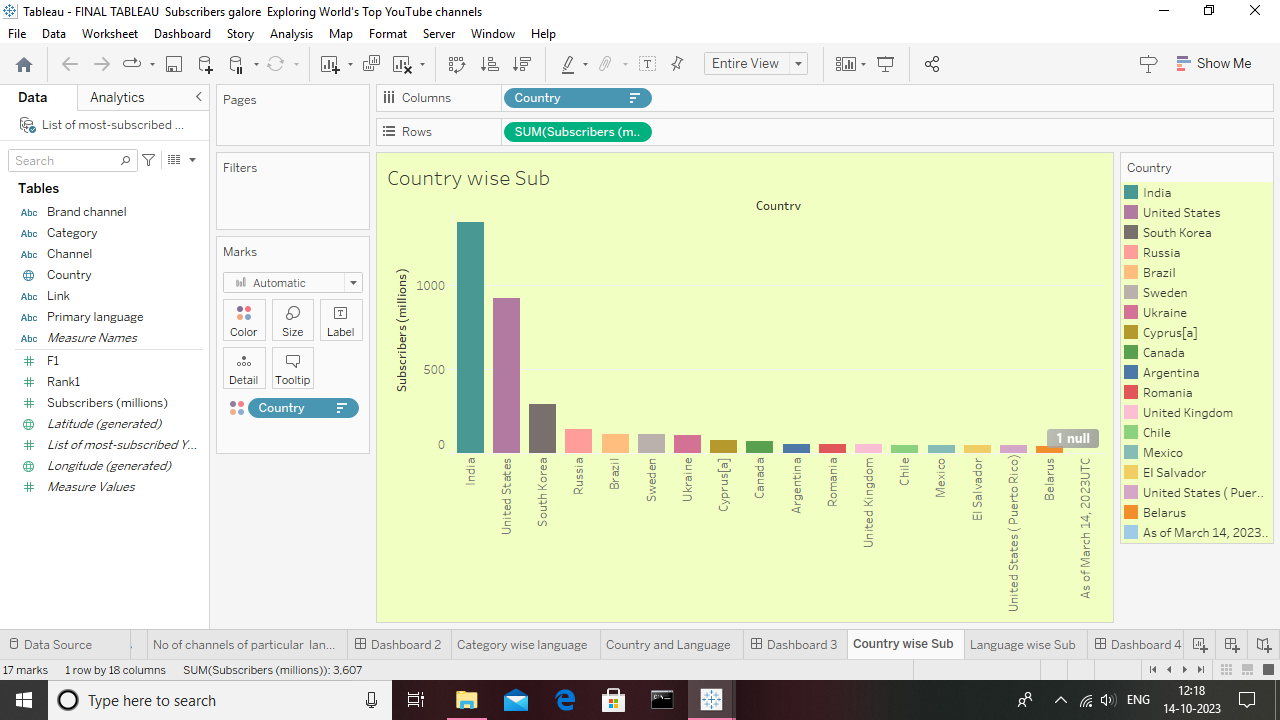 Tableau - FINAL TABLEAU  Subscribers galore  Exploring World's Top YouTube channels
File Data Worksheet Dashboard Story Analysis Map Format Server Window Help
Entire View
Show Me
Data Analytics
List of most-subscribed ...
Search
Tables
Abc Brand channel
Abc Category
Abc Channel
Country
Abc Link
Abc Primary language
Abc Measure Names
F1
Rank1
Subscribers (millions)
Latitude (generated)
List of most-subscribed Y...
Longitude (generated)
Measure Values
Pages
Filters
Marks
Automatic
Color Size Label
Detail Tooltip
Country
Columns Country
Rows SUM(Subscribers (m..
Country wise Sub
Country
Subscribers (millions)
1000
500
0
1 null
India
United States
South Korea
Russia
Brazil
Sweden
Ukraine
Cyprus[a]
Canada
Argentina
Romania
United Kingdom
Chile
Mexico
El Salvador
United States ( Puerto Rico)
Belarus
As of March 14, 2023UTC
Country
India
United States
South Korea
Russia
Brazil
Sweden
Ukraine
Cyprus[a]
Canada
Argentina
Romania
United Kingdom
Chile
Mexico
El Salvador
United States ( Puer..
Belarus
As of March 14, 2023..
Data Source No of channels of particular lan... Dashboard 2 Category wise language Country and Language Dashboard 3 Country wise Sub Language wise Sub Dashboard 4
17 marks 1 row by 18 columns SUM(Subscribers (millions)): 3,607
Type here to search
ENG
12:18
14-10-2023